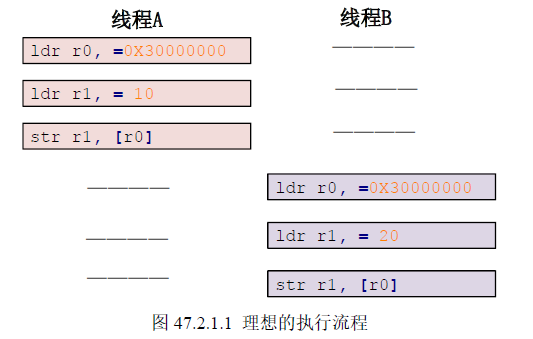 线程A 线程B
ldr r0, =0X30000000
ldr r1, = 10
str r1, [r0]
ldr r0, =0X30000000
ldr r1, = 20
str r1, [r0]
图 47.2.1.1 理想的执行流程